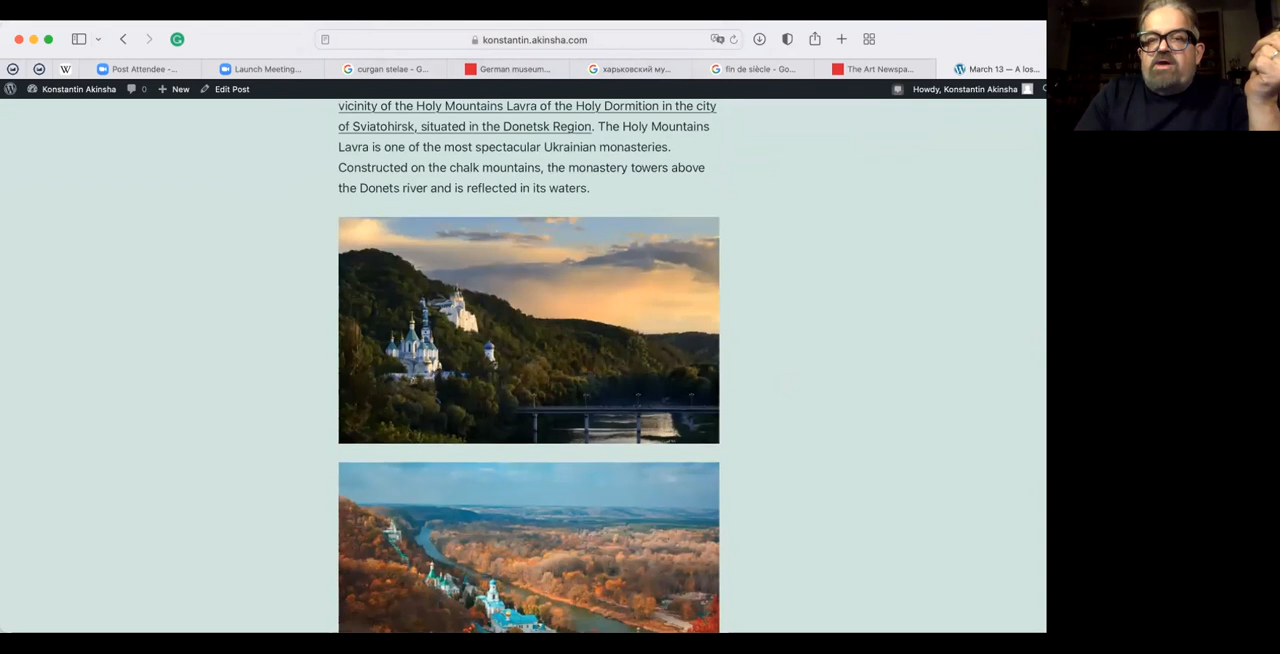 konstantin.akinsha.com
W
Post Attendee -...
Launch Meeting...
curgan stelae - G...
German museum...
харьковский му...
fin de siècle - Go...
The Art Newspa...
March 13 — A los...
Konstantin Akinsha
0
New
Edit Post
Howdy, Konstantin Akinsha
vicinity of the Holy Mountains Lavra of the Holy Dormition in the city
of Sviatohirsk, situated in the Donetsk Region. The Holy Mountains
Lavra is one of the most spectacular Ukrainian monasteries.
Constructed on the chalk mountains, the monastery towers above
the Donets river and is reflected in its waters.